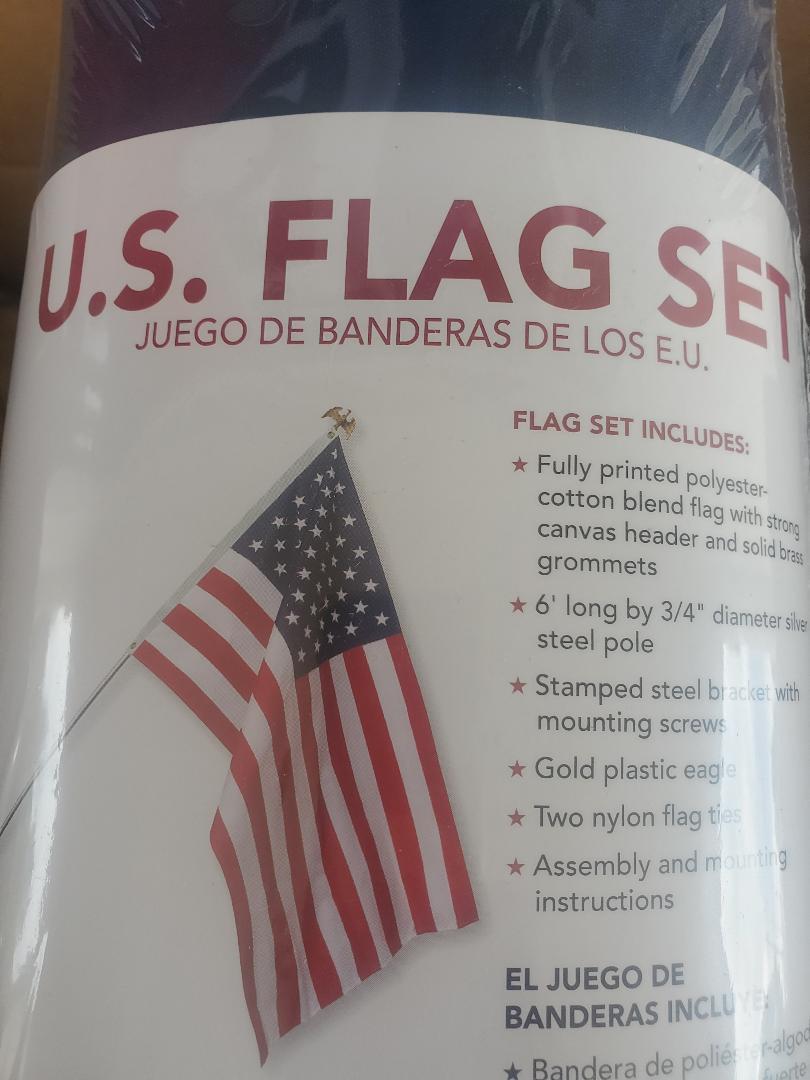 U.S. FLAG SET
JUEGO DE BANDERAS DE LOS E.U.
FLAG SET INCLUDES:
★ Fully printed polyester-
cotton blend flag with strong
canvas header and solid brass
grommets
★ 6' long by 3/4" diameter silver
steel pole
★ Stamped steel bracket with
mounting screws
★ Gold plastic eagle
★ Two nylon flag ties
★ Assembly and mounting
instructions
EL JUEGO DE
BANDERAS INCLUYE:
★ Bandera de poliéster-algod
fuerte